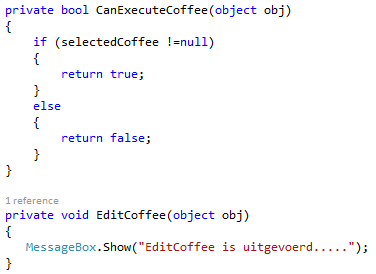 private bool CanExecuteCoffee(object obj)
{
    if (selectedCoffee !=null)
    {
        return true;
    }
    else
    {
        return false;
    }
}
1 reference
private void EditCoffee(object obj)
{
   MessageBox.Show("EditCoffee is uitgevoerd.....");
}